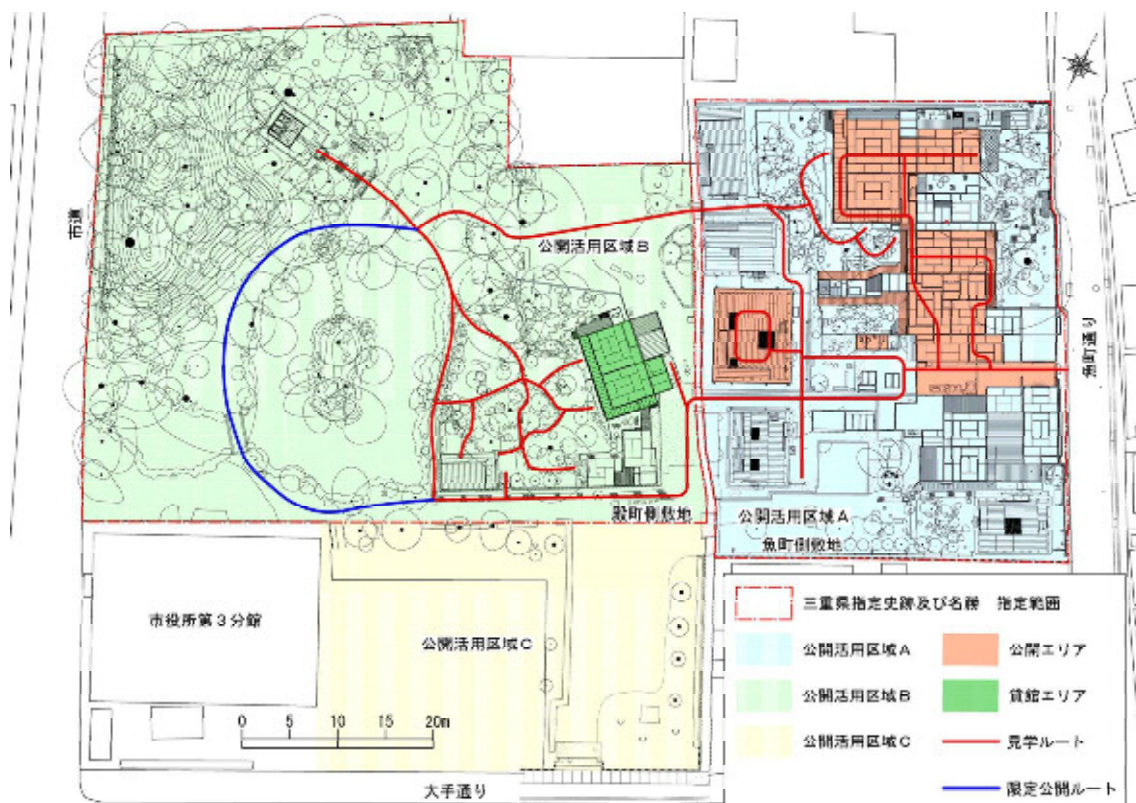 市道
公開活用区域B
魚町通り
殿町側敷地
公開活用区域A
魚町側敷地
市役所第3分館
公開活用区域C
0 5 10 15 20m
大手通り
三重県指定史跡及び名勝 指定範囲
公開活用区域A
公開エリア
公開活用区域B
貸館エリア
公開活用区域C
見学ルート
限定公開ルート